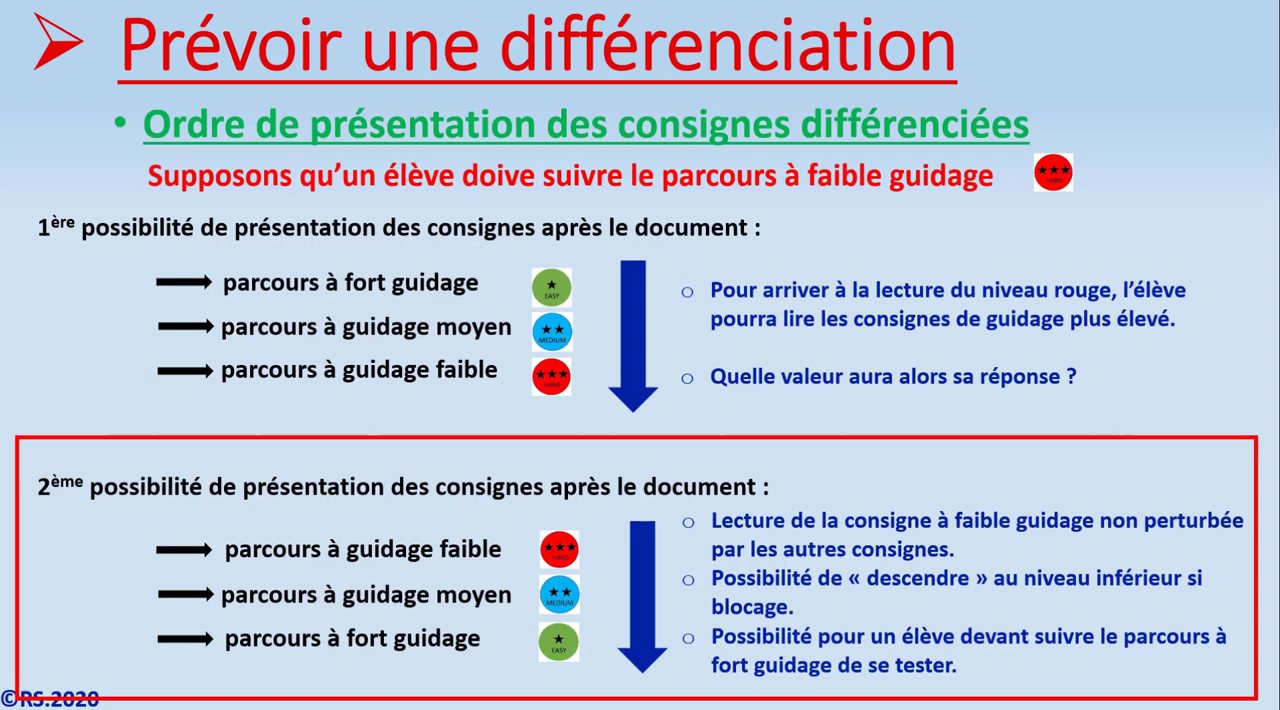 Prévoir une différenciation
• Ordre de présentation des consignes différenciées
Supposons qu’un élève doive suivre le parcours à faible guidage
★★★
HARD
1ère possibilité de présentation des consignes après le document :
parcours à fort guidage
★
EASY
parcours à guidage moyen
★★
MEDIUM
parcours à guidage faible
★★★
HARD
o Pour arriver à la lecture du niveau rouge, l’élève
pourra lire les consignes de guidage plus élevé.
o Quelle valeur aura alors sa réponse ?
2ème possibilité de présentation des consignes après le document :
parcours à guidage faible
★★★
HARD
parcours à guidage moyen
★★
MEDIUM
parcours à fort guidage
★
EASY
o Lecture de la consigne à faible guidage non perturbée
par les autres consignes.
o Possibilité de « descendre » au niveau inférieur si
blocage.
o Possibilité pour un élève devant suivre le parcours à
fort guidage de se tester.
©RS.2020